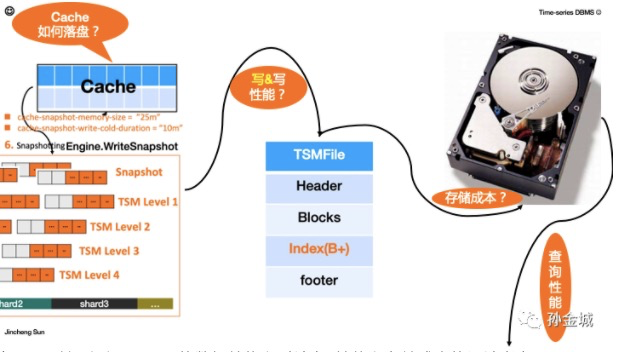 Time-series DBMS
Cache
如何落盘？
Cache
cache-snapshot-memory-size = "25m"
cache-snapshot-write-cold-duration = "10m"
6. Snapshotting Engine.WriteSnapshot
Snapshot
TSM Level 1
TSM Level 2
TSM Level 3
TSM Level 4
hard2
shard3
...
写&写
性能？
TSMFile
Header
Blocks
Index(B+)
footer
存储成本？
查询性能
孙金城
Jincheng Sun